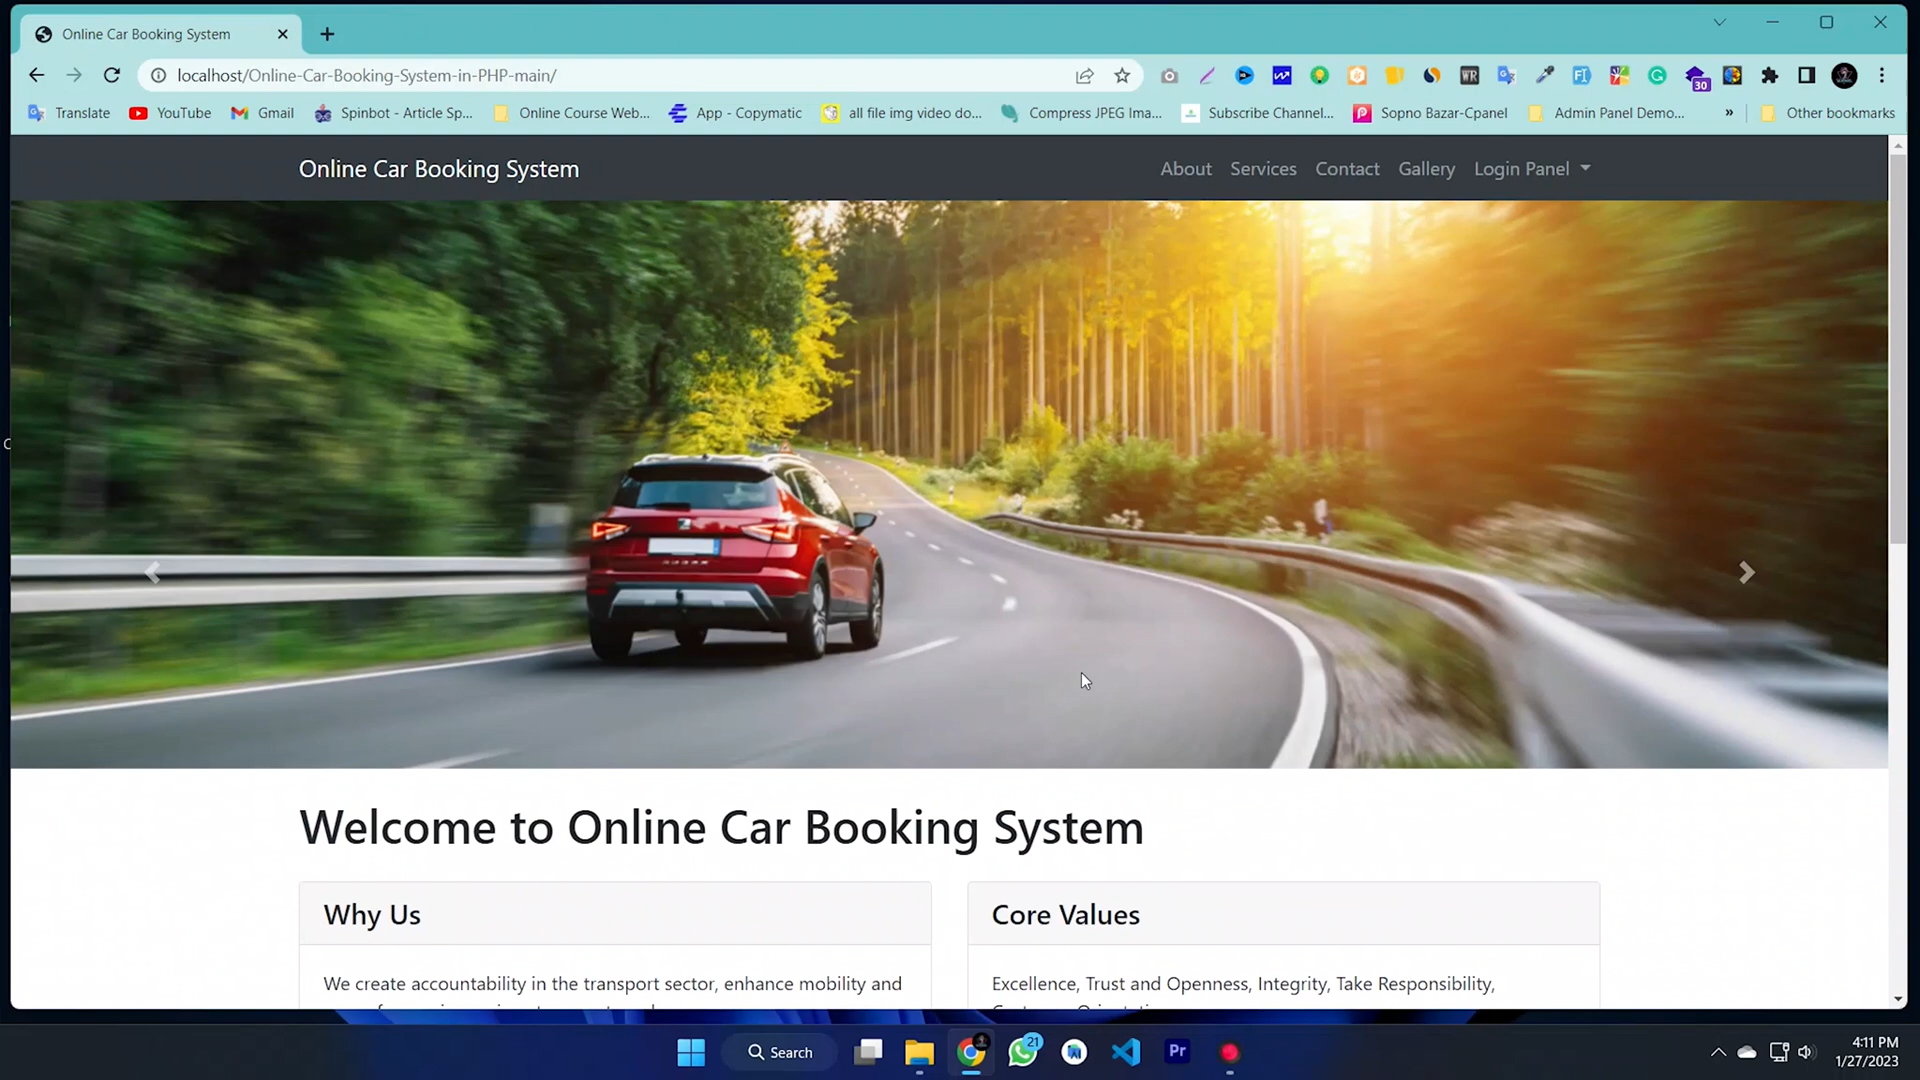 Online Car Booking System
localhost/Online-Car-Booking-System-in-PHP-main/
30
Translate YouTube Gmail Spinbot - Article Sp... Online Course Web... App - Copymatic all file img video do... Compress JPEG Ima... Subscribe Channel... Sopno Bazar-Cpanel Admin Panel Demo... » Other bookmarks
Online Car Booking System About Services Contact Gallery Login Panel
Welcome to Online Car Booking System
Why Us
We create accountability in the transport sector, enhance mobility and
Core Values
Excellence, Trust and Openness, Integrity, Take Responsibility,
Search
21
Pr
4:11 PM
1/27/2023